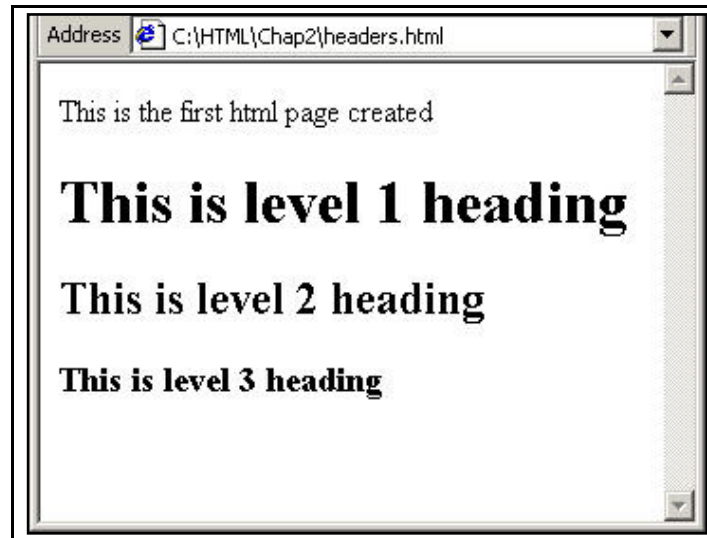 Address C:\HTML\Chap2\headers.html
This is the first html page created
This is level 1 heading
This is level 2 heading
This is level 3 heading